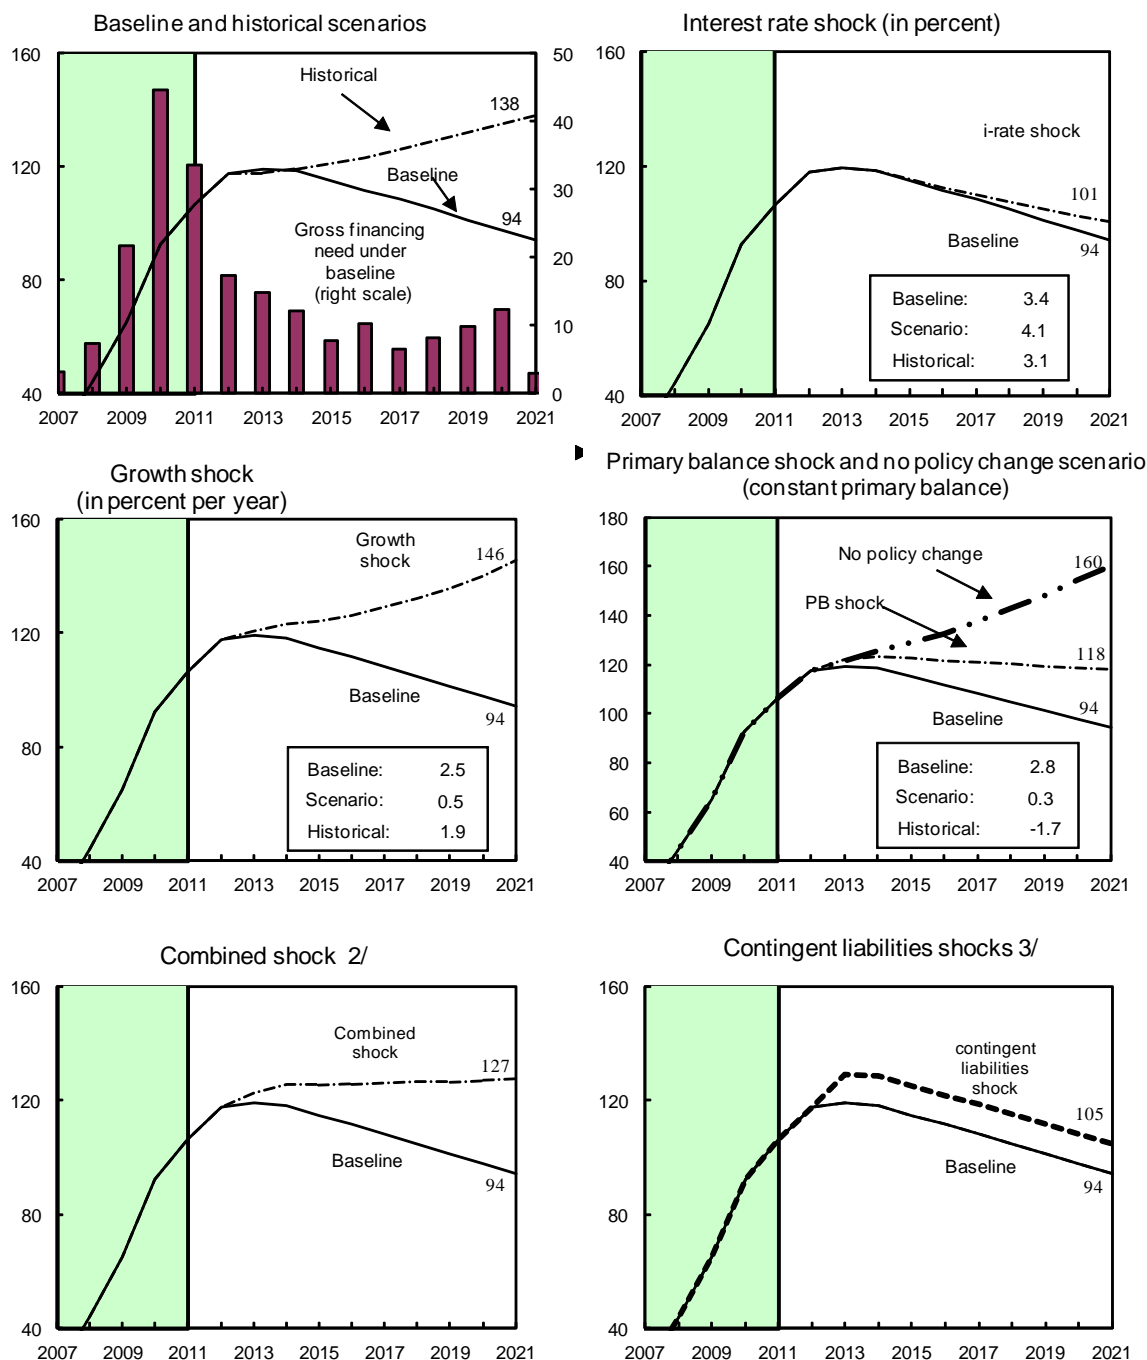 Baseline and historical scenarios
160
120
80
40
50
40
30
20
10
0
Historical
138
Baseline
94
Gross financing
need under
baseline
(right scale)
2007 2009 2011 2013 2015 2017 2019 2021
Interest rate shock (in percent)
160
120
80
40
i-rate shock
101
Baseline
94
Baseline: 3.4
Scenario: 4.1
Historical: 3.1
2007 2009 2011 2013 2015 2017 2019 2021
Growth shock
(in percent per year)
160
120
80
40
Growth
shock
146
Baseline
94
Baseline: 2.5
Scenario: 0.5
Historical: 1.9
2007 2009 2011 2013 2015 2017 2019 2021
Primary balance shock and no policy change scenario
(constant primary balance)
180
160
140
120
100
80
60
40
No policy change
160
PB shock
118
Baseline
94
Baseline: 2.8
Scenario: 0.3
Historical: -1.7
2007 2009 2011 2013 2015 2017 2019 2021
Combined shock 2/
160
120
80
40
Combined
shock
127
Baseline
94
2007 2009 2011 2013 2015 2017 2019 2021
Contingent liabilities shocks 3/
160
120
80
40
contingent
liabilities
shock
105
Baseline
94
2007 2009 2011 2013 2015 2017 2019 2021